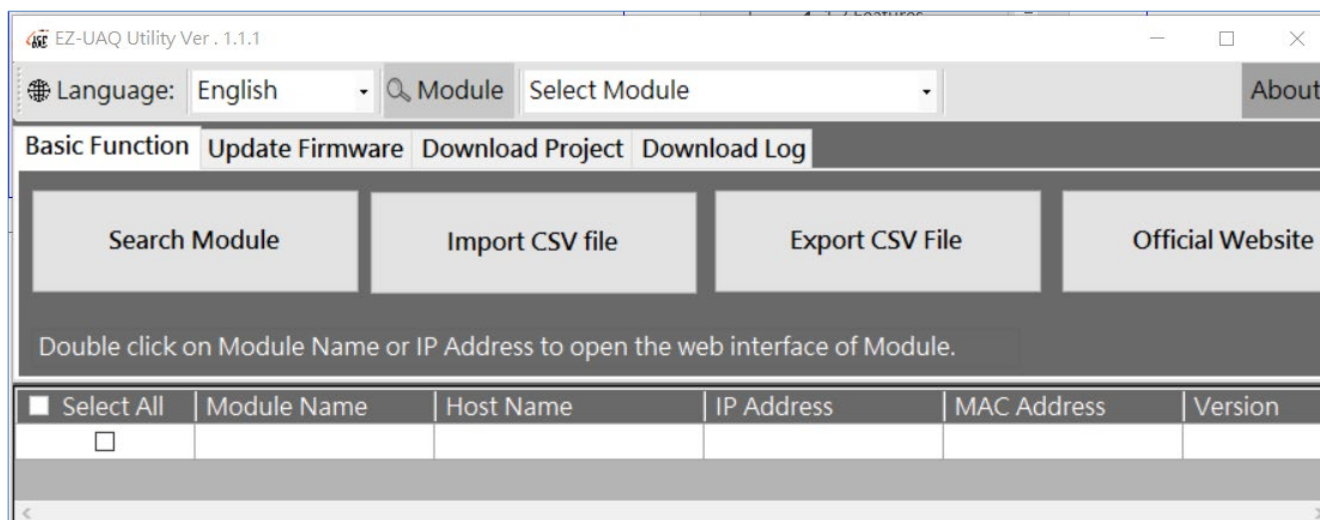 1.2 Features
EZ-UAQ Utility Ver . 1.1.1
Language: English Module Select Module About
Basic Function Update Firmware Download Project Download Log
Search Module Import CSV file Export CSV File Official Website
Double click on Module Name or IP Address to open the web interface of Module.
Select All Module Name Host Name IP Address MAC Address Version